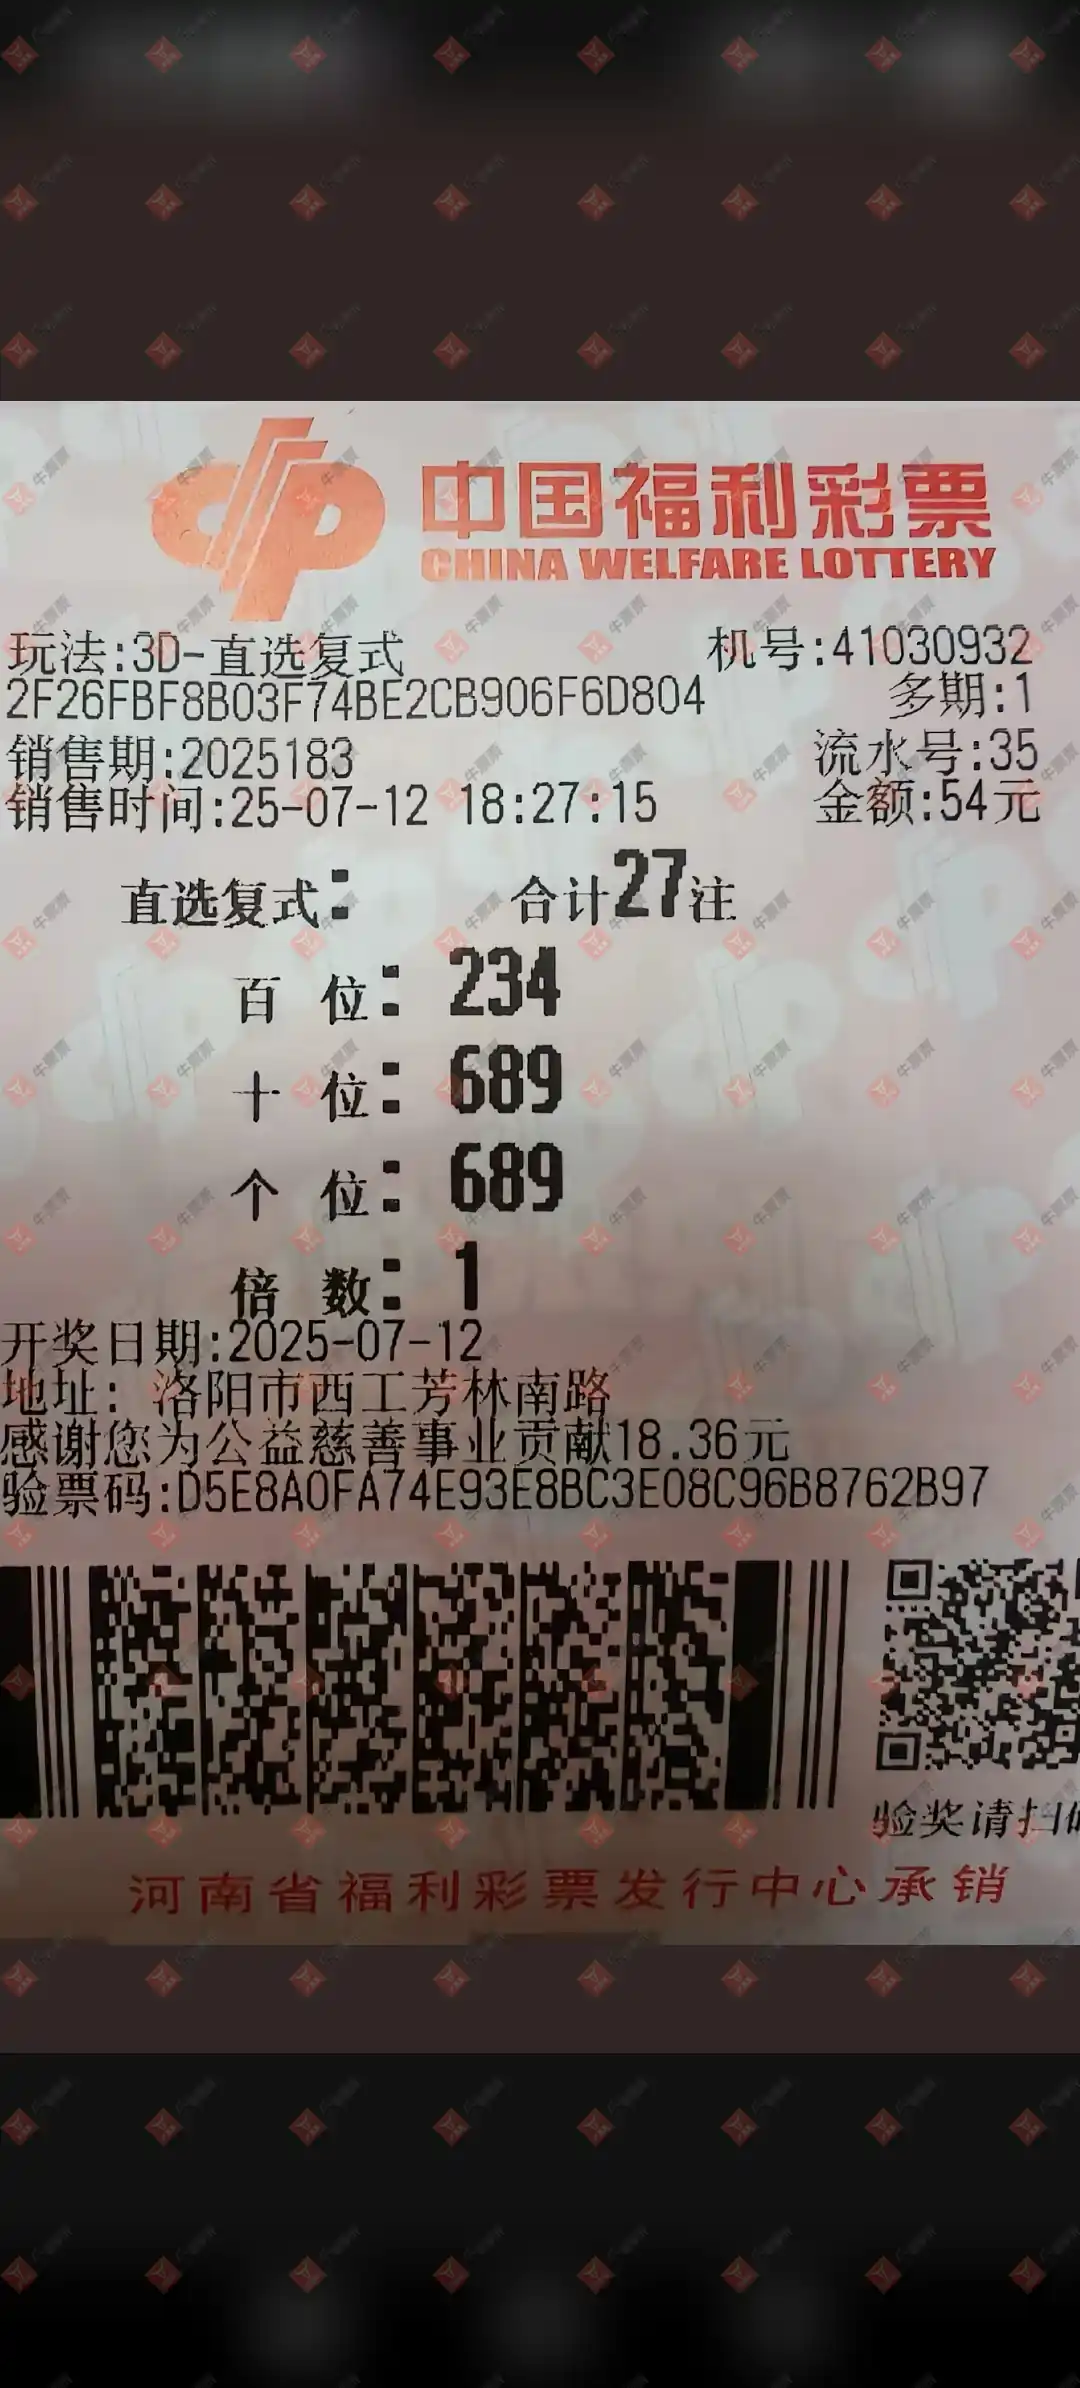 中国福利彩票
CHINA WELFARE LOTTERY
玩法:3D-直选复式 机号:41030932
2F26FBF8B03F74BE2CB906F6D804 多期:1
销售期:2025183 流水号:35
销售时间:25-07-12 18:27:15 金额:54元
直选复式: 合计27注
百 位: 234
十 位: 689
个 位: 689
倍 数: 1
开奖日期:2025-07-12
地址: 洛阳市西工芳林南路
感谢您为公益慈善事业贡献18.36元
验票码:D5E8A0FA74E93E8BC3E08C96B8762B97
验奖请扫
河南省福利彩票发行中心承销